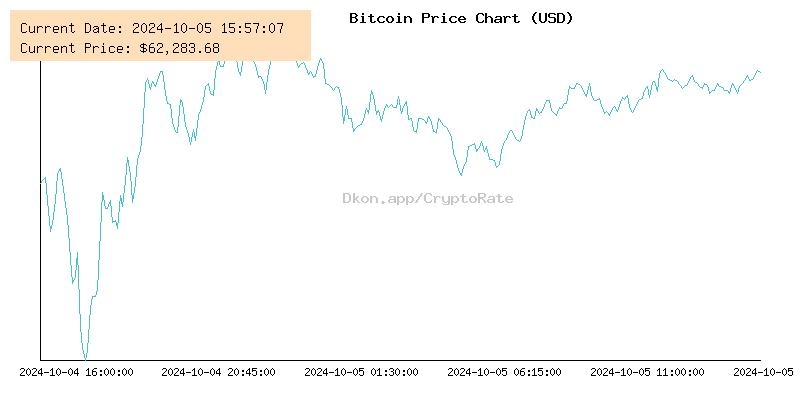 Bitcoin Price Chart (USD)
Current Date: 2024-10-05 15:57:07
Current Price: $62,283.68
Dkon.app/CryptoRate
2024-10-04 16:00:00 2024-10-04 20:45:00 2024-10-05 01:30:00 2024-10-05 06:15:00 2024-10-05 11:00:00 2024-10-05